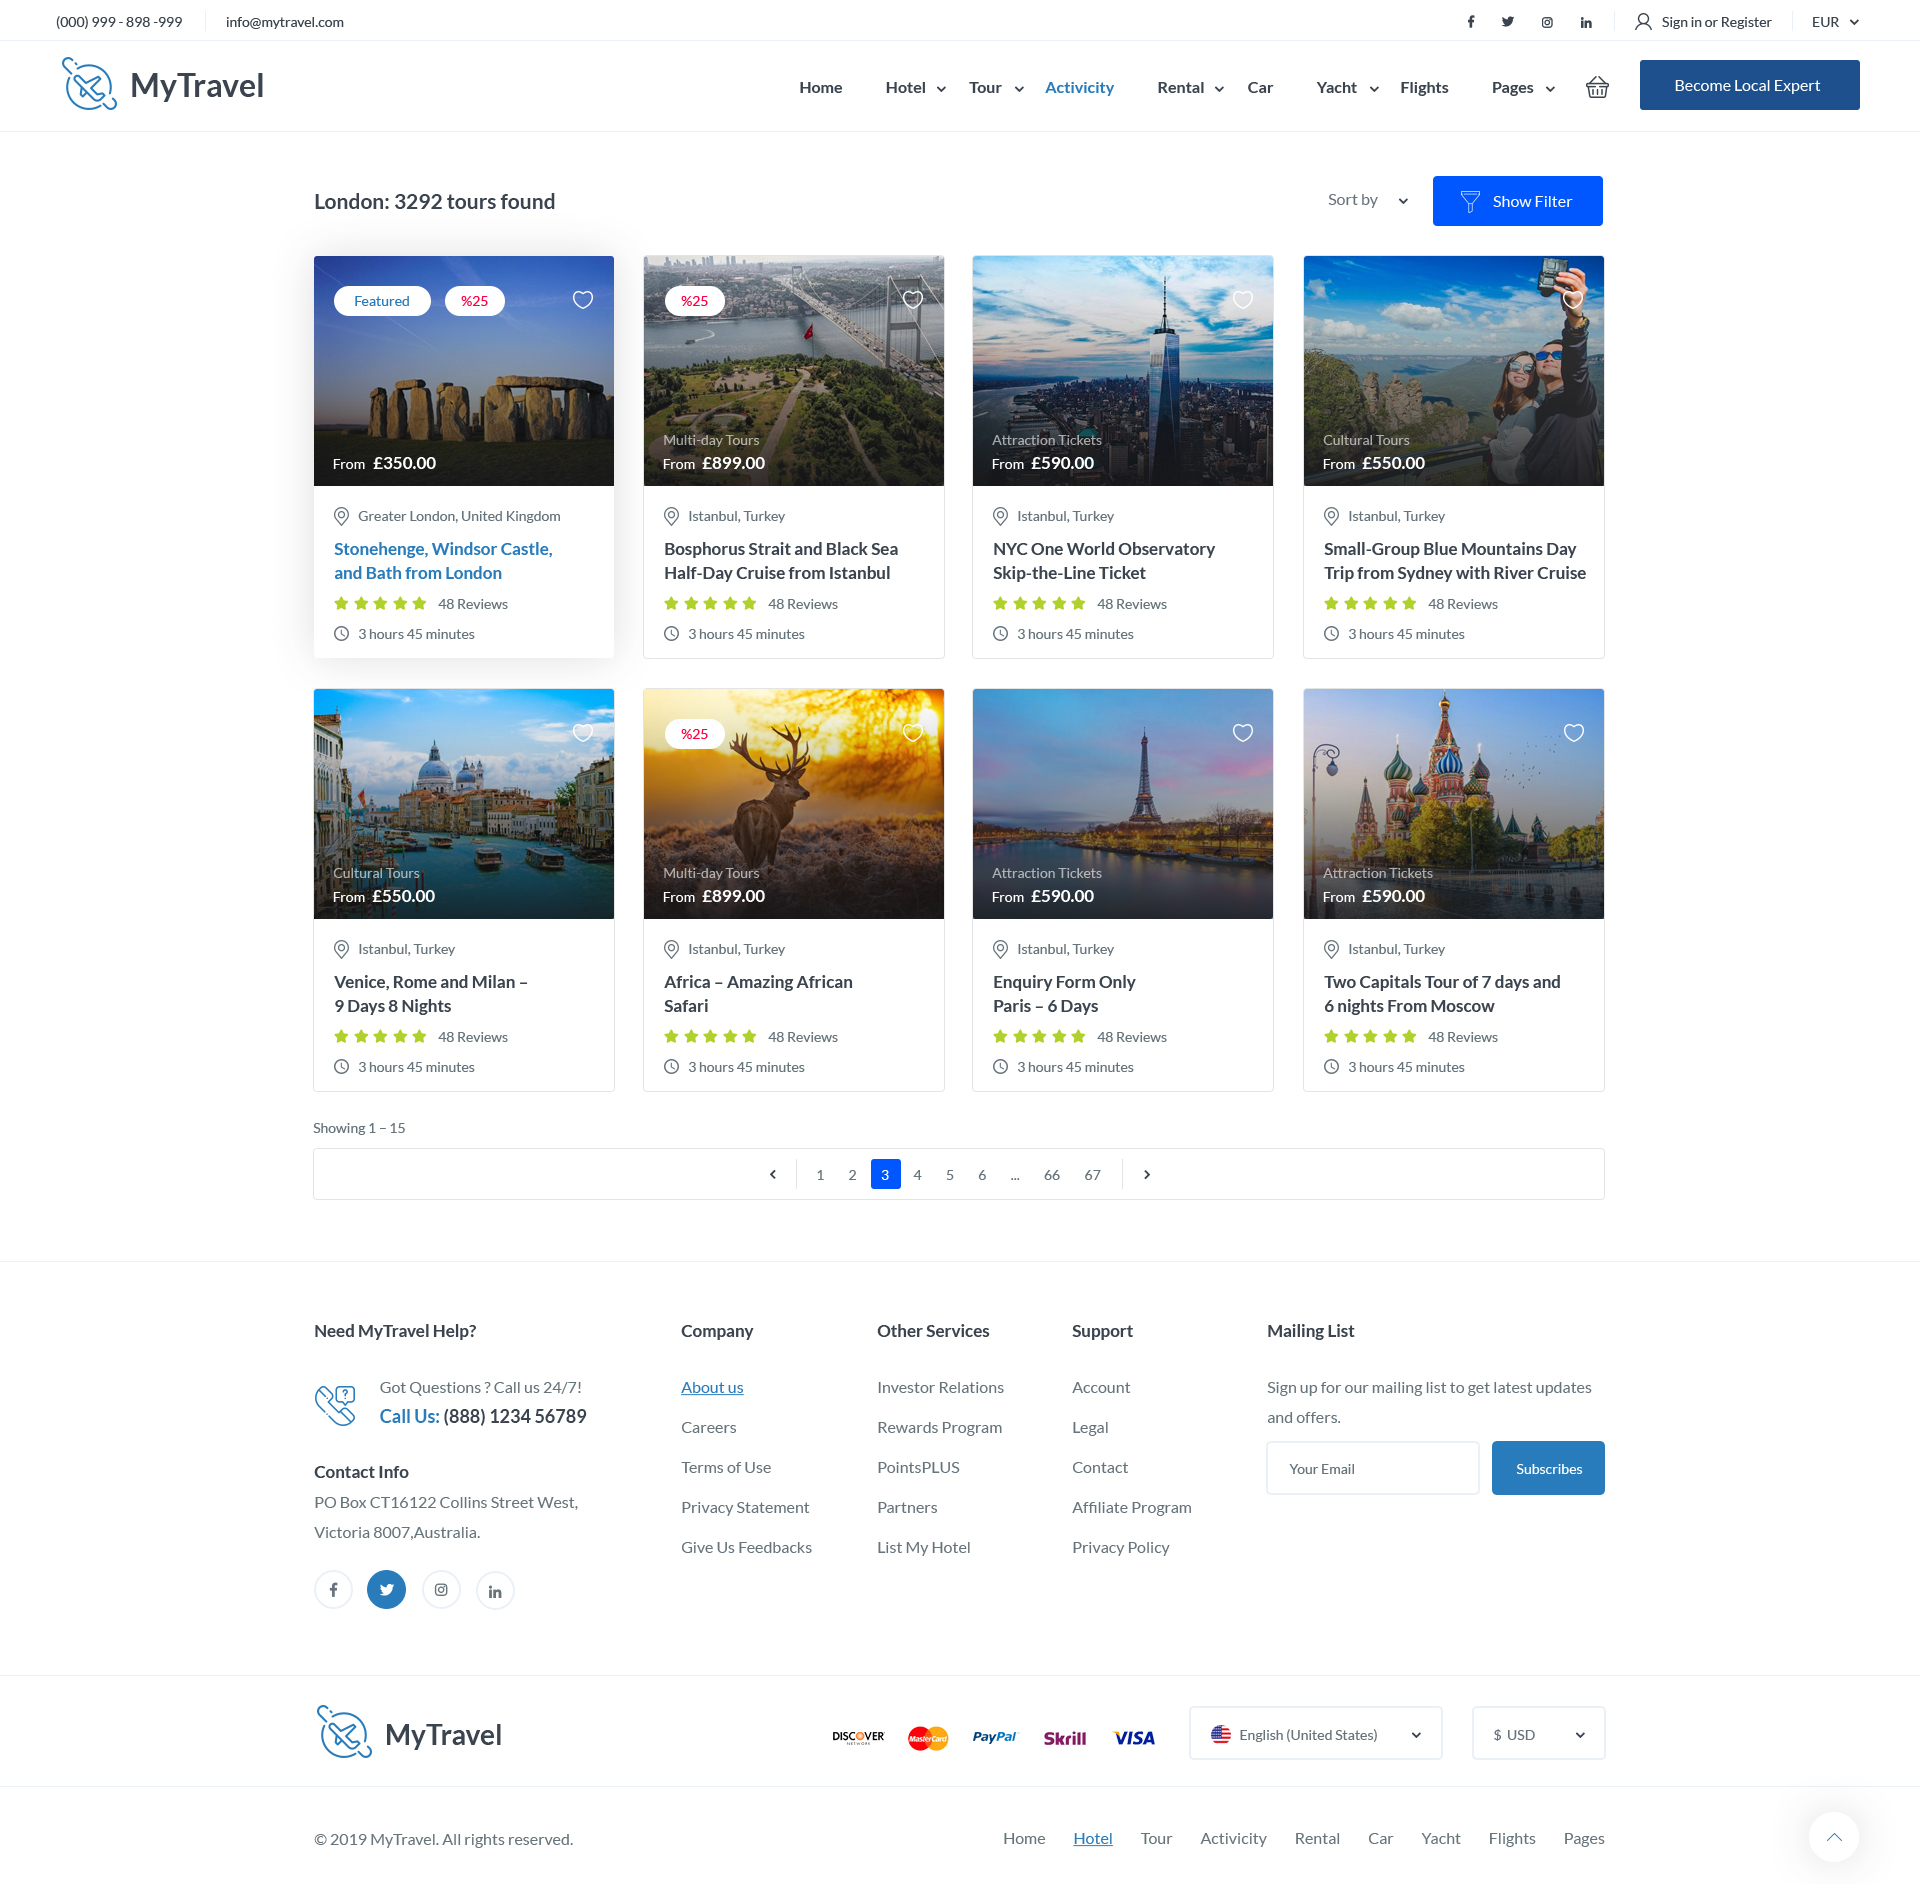 (000) 999 - 898 -999
info@mytravel.com
Sign in or Register
EUR
MyTravel
Home
Hotel
Tour
Activicity
Rental
Car
Yacht
Flights
Pages
Become Local Expert
London: 3292 tours found
Sort by
Show Filter
Featured
%25
From £350.00
Greater London, United Kingdom
Stonehenge, Windsor Castle,
and Bath from London
48 Reviews
3 hours 45 minutes
%25
Multi-day Tours
From £899.00
Istanbul, Turkey
Bosphorus Strait and Black Sea
Half-Day Cruise from Istanbul
48 Reviews
3 hours 45 minutes
Attraction Tickets
From £590.00
Istanbul, Turkey
NYC One World Observatory
Skip-the-Line Ticket
48 Reviews
3 hours 45 minutes
Cultural Tours
From £550.00
Istanbul, Turkey
Small-Group Blue Mountains Day
Trip from Sydney with River Cruise
48 Reviews
3 hours 45 minutes
Cultural Tours
From £550.00
Istanbul, Turkey
Venice, Rome and Milan –
9 Days 8 Nights
48 Reviews
3 hours 45 minutes
%25
Multi-day Tours
From £899.00
Istanbul, Turkey
Africa – Amazing African
Safari
48 Reviews
3 hours 45 minutes
Attraction Tickets
From £590.00
Istanbul, Turkey
Enquiry Form Only
Paris – 6 Days
48 Reviews
3 hours 45 minutes
Attraction Tickets
From £590.00
Istanbul, Turkey
Two Capitals Tour of 7 days and
6 nights From Moscow
48 Reviews
3 hours 45 minutes
Showing 1 – 15
1 2 3 4 5 6 ... 66 67
Need MyTravel Help?
Got Questions ? Call us 24/7!
Call Us: (888) 1234 56789
Contact Info
PO Box CT16122 Collins Street West,
Victoria 8007,Australia.
Company
About us
Careers
Terms of Use
Privacy Statement
Give Us Feedbacks
Other Services
Investor Relations
Rewards Program
PointsPLUS
Partners
List My Hotel
Support
Account
Legal
Contact
Affiliate Program
Privacy Policy
Mailing List
Sign up for our mailing list to get latest updates
and offers.
Your Email
Subscribes
MyTravel
DISCOVER
NETWORK
MasterCard
PayPal
Skrill
VISA
English (United States)
$ USD
© 2019 MyTravel. All rights reserved.
Home
Hotel
Tour
Activicity
Rental
Car
Yacht
Flights
Pages